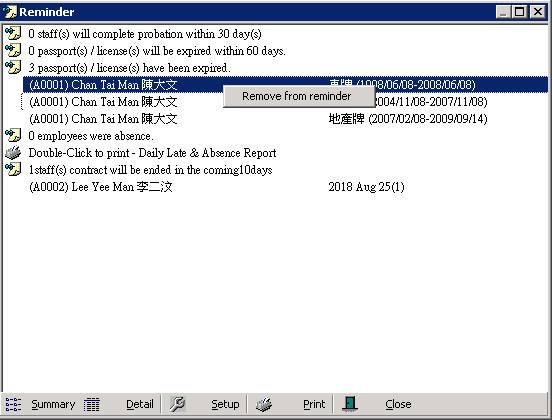 Reminder
0 staff(s) will complete probation within 30 day(s)
0 passport(s) / license(s) will be expired within 60 days.
3 passport(s) / license(s) have been expired.
(A0001) Chan Tai Man 陳大文 車牌 (1998/06/08-2008/06/08)
Remove from reminder
(A0001) Chan Tai Man 陳大文 2004/11/08-2007/11/08)
(A0001) Chan Tai Man 陳大文 地產牌 (2007/02/08-2009/09/14)
0 employees were absence.
Double-Click to print - Daily Late & Absence Report
1staff(s) contract will be ended in the coming10days
(A0002) Lee Yee Man 李二汶 2018 Aug 25(1)
Summary Detail Setup Print Close